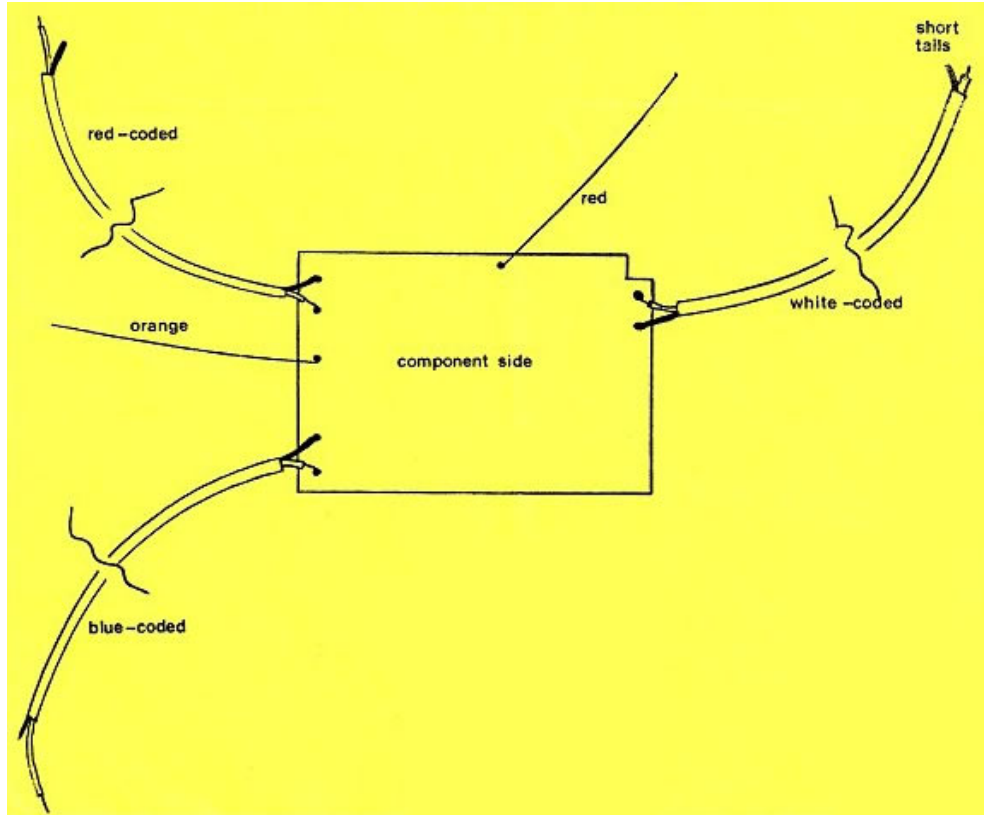 short
tails
red-coded
red
orange
white-coded
component side
blue-coded